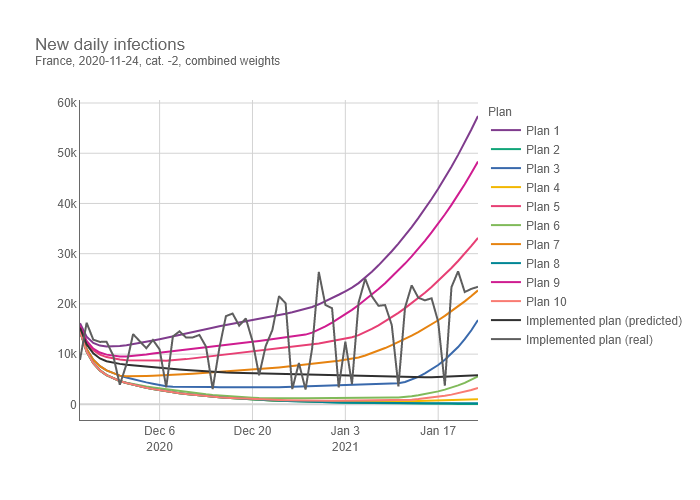 New daily infections
France, 2020-11-24, cat. -2, combined weights
60k
50k
40k
30k
20k
10k
0
Dec 6
2020
Dec 20
Jan 3
2021
Jan 17
Plan
Plan 1
Plan 2
Plan 3
Plan 4
Plan 5
Plan 6
Plan 7
Plan 8
Plan 9
Plan 10
Implemented plan (predicted)
Implemented plan (real)